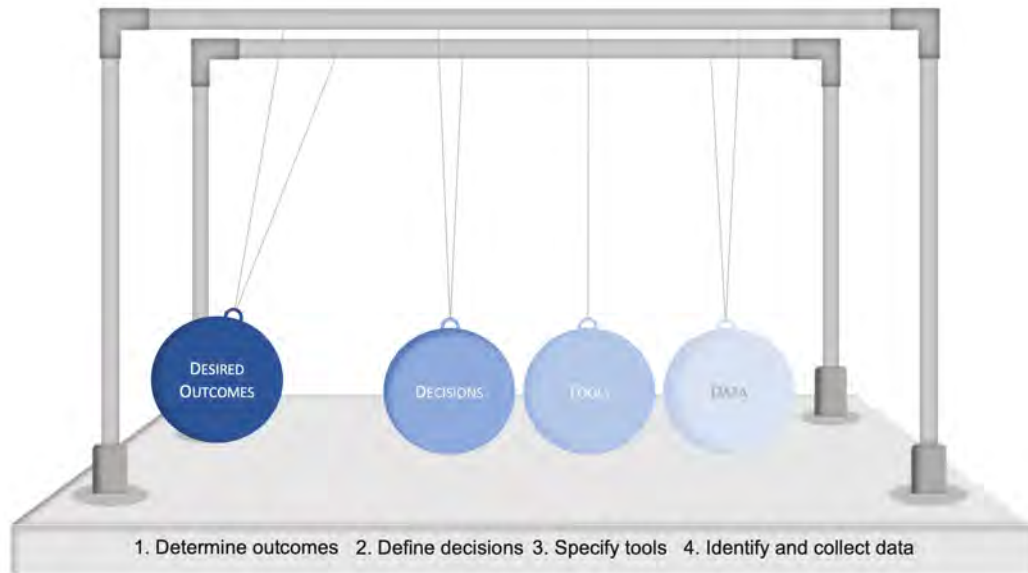 DESIRED
OUTCOMES
DECISIONS
TOOLS
DATA
1. Determine outcomes 2. Define decisions 3. Specify tools 4. Identify and collect data